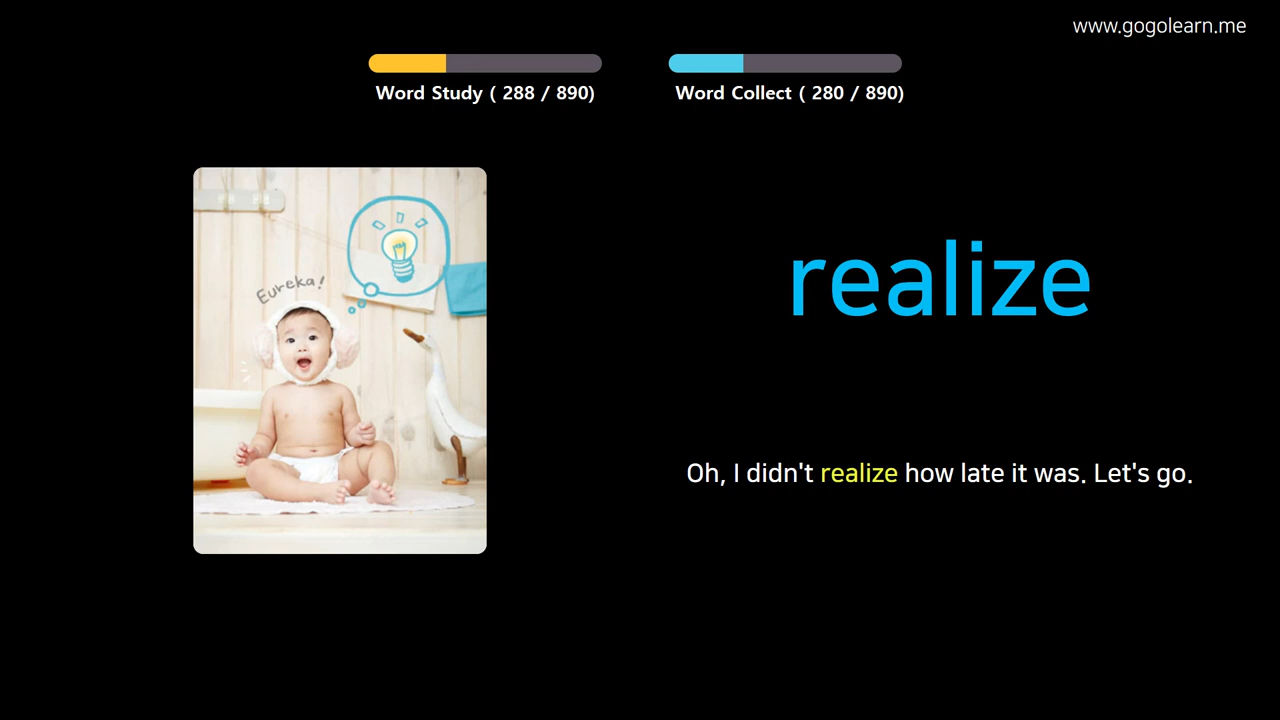 www.gogolearn.me
Word Study ( 288 / 890)
Word Collect ( 280 / 890)
Eureka!
realize
Oh, I didn't realize how late it was. Let's go.